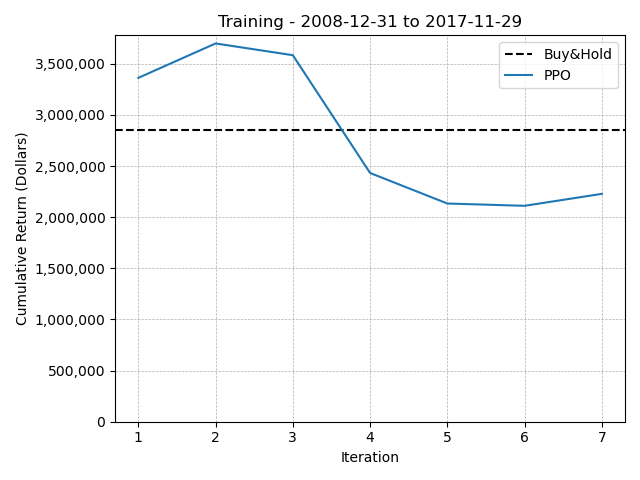 Training - 2008-12-31 to 2017-11-29
Buy&Hold
PPO
3,500,000
3,000,000
2,500,000
2,000,000
1,500,000
1,000,000
500,000
0
Cumulative Return (Dollars)
1 2 3 4 5 6 7
Iteration